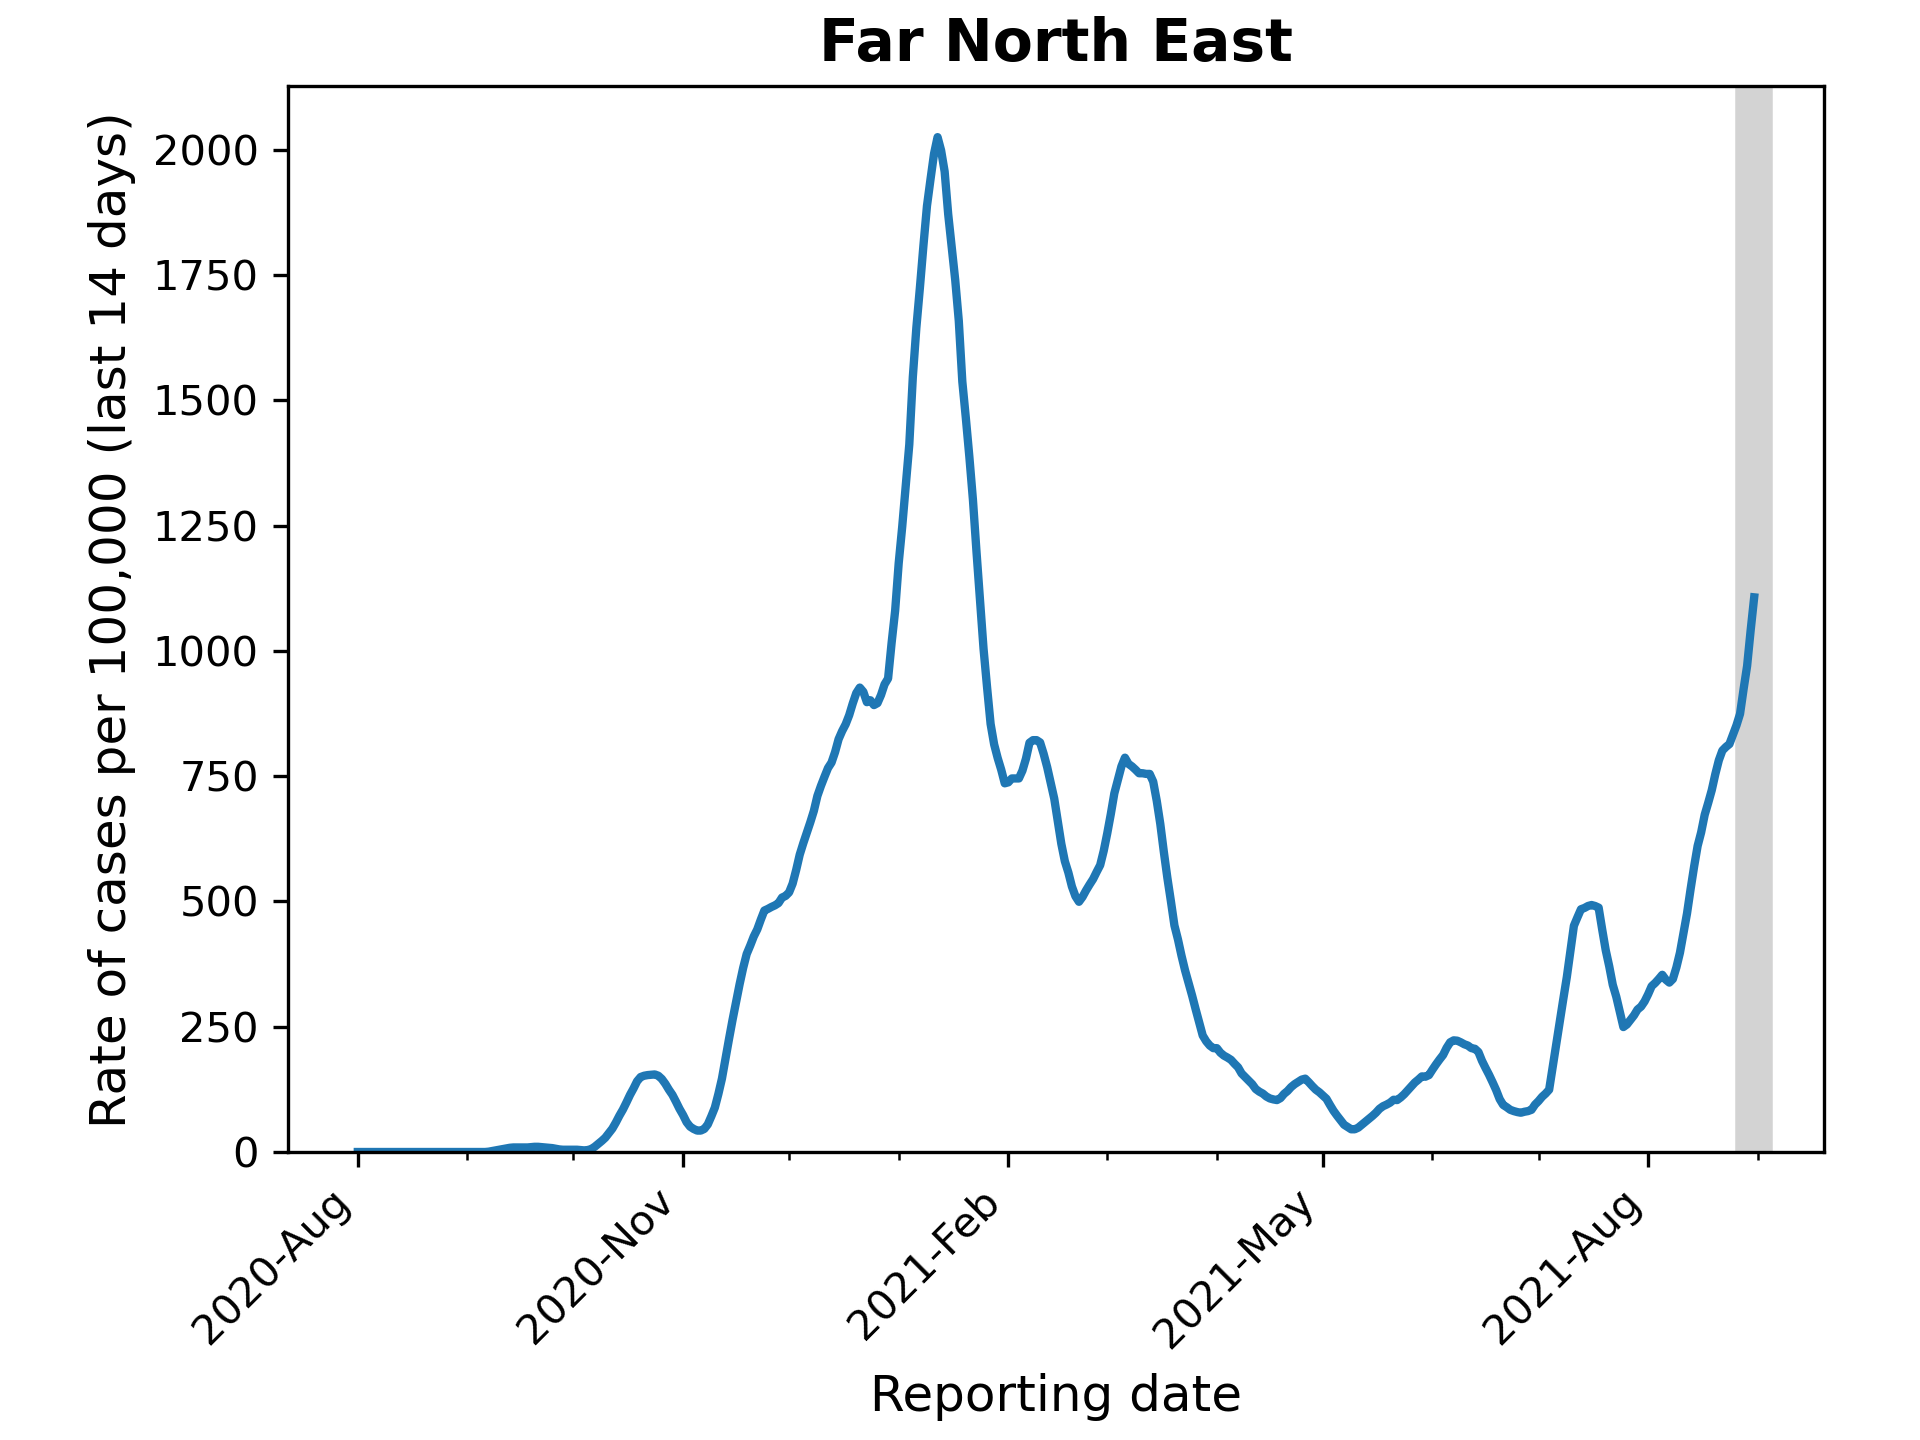 Far North East
Rate of cases per 100,000 (last 14 days)
2000
1750
1500
1250
1000
750
500
250
0
2020-Aug
2020-Nov
2021-Feb
2021-May
2021-Aug
Reporting date